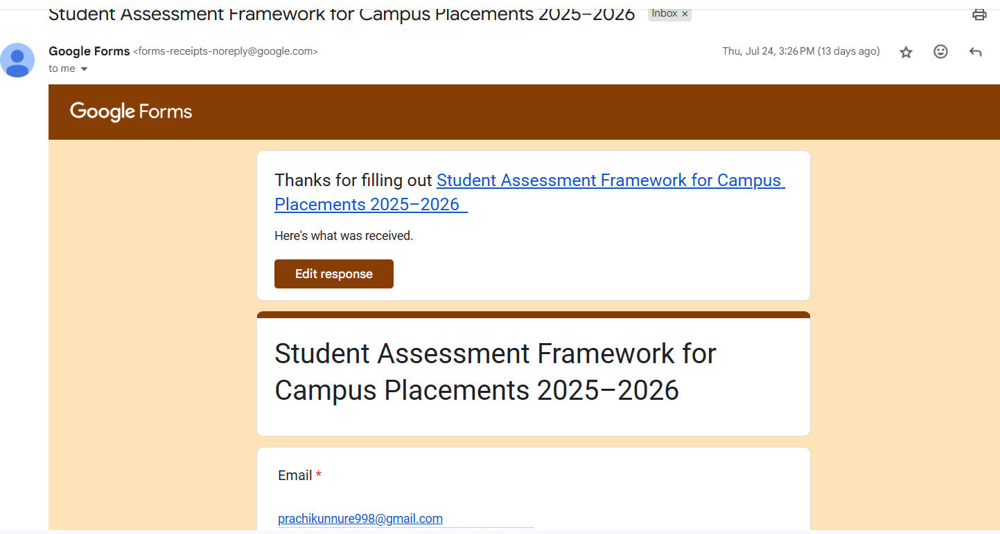 Student Assessment Framework for Campus Placements 2025–2026 Inbox ×
Google Forms <forms-receipts-noreply@google.com> Thu, Jul 24, 3:26 PM (13 days ago)
to me
Google Forms
Thanks for filling out Student Assessment Framework for Campus
Placements 2025–2026
Here's what was received.
Edit response
Student Assessment Framework for
Campus Placements 2025–2026
Email *
prachikunnure998@gmail.com